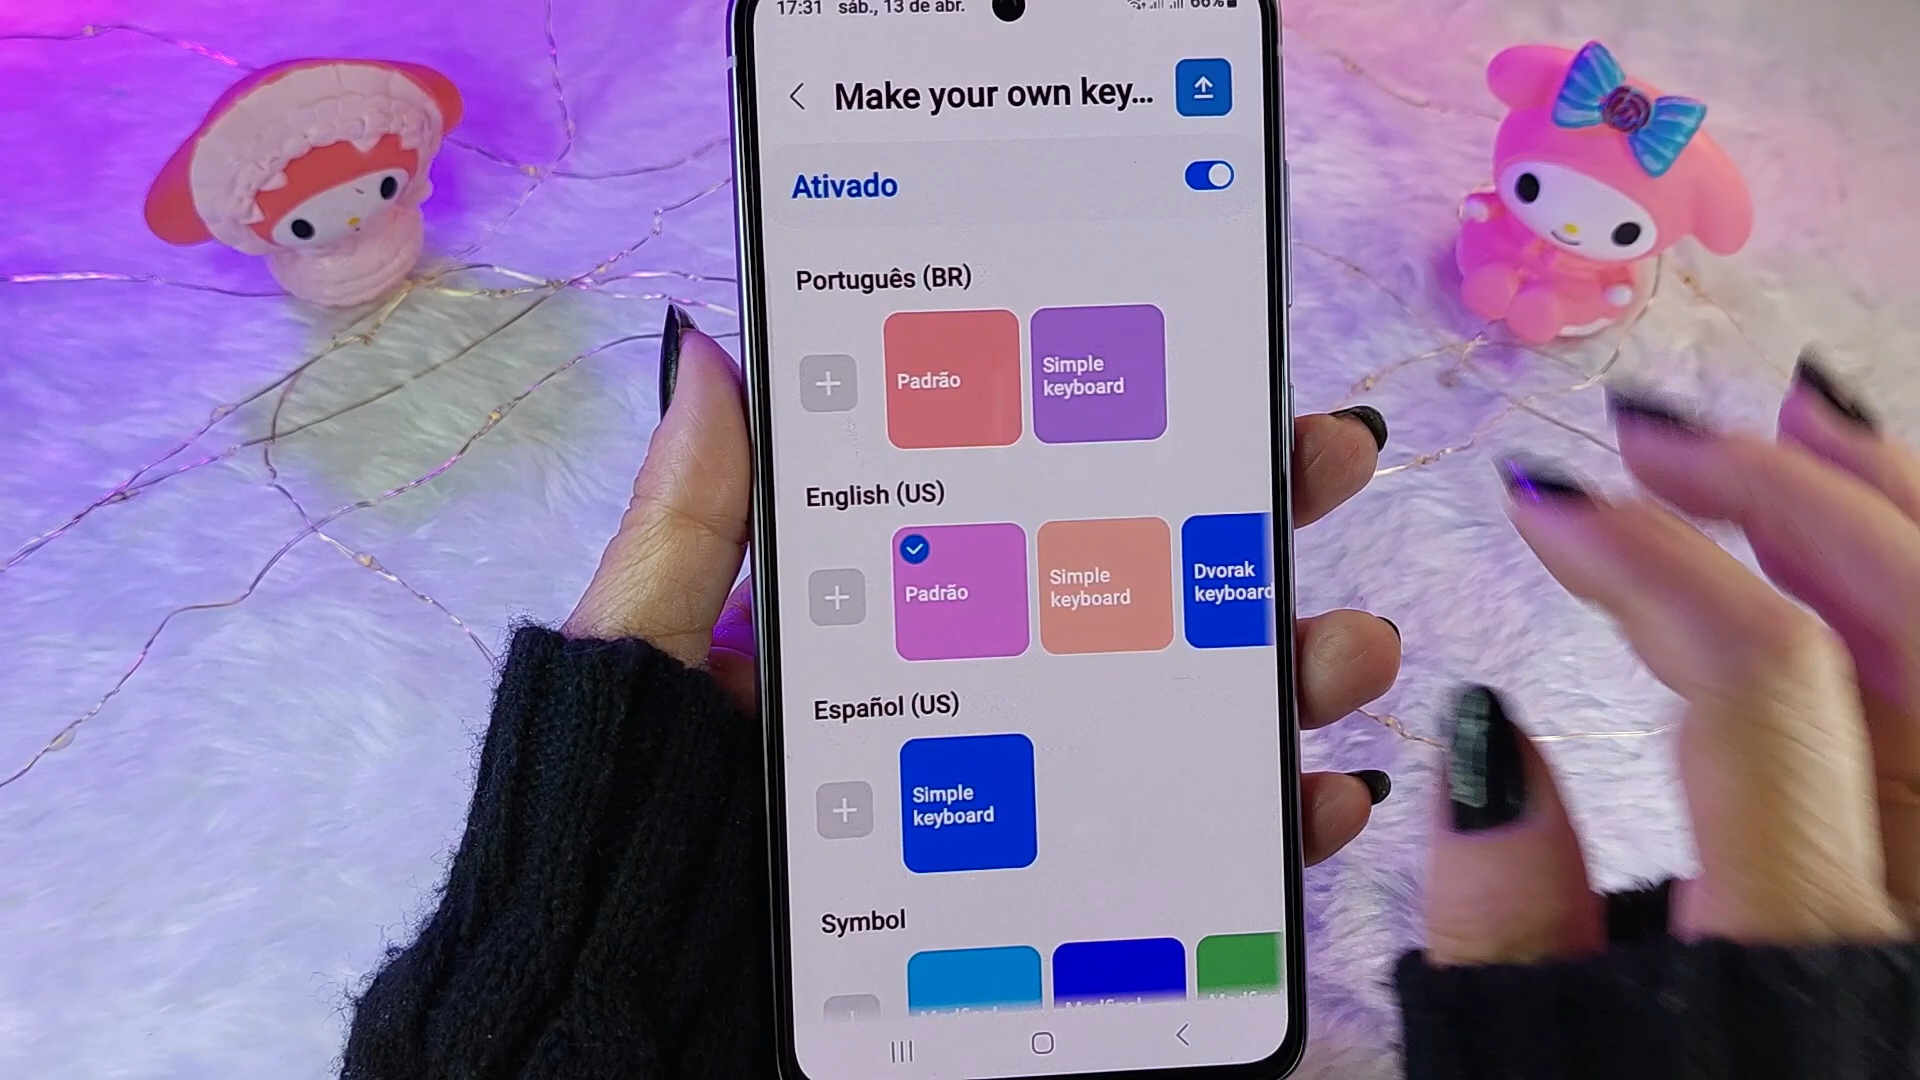 17:31 sáb., 13 de abr. 66%
Make your own key...
Ativado
Português (BR)
Padrão
Simple
keyboard
English (US)
Padrão
Simple
keyboard
Dvorak
keyboard
Español (US)
Simple
keyboard
Symbol